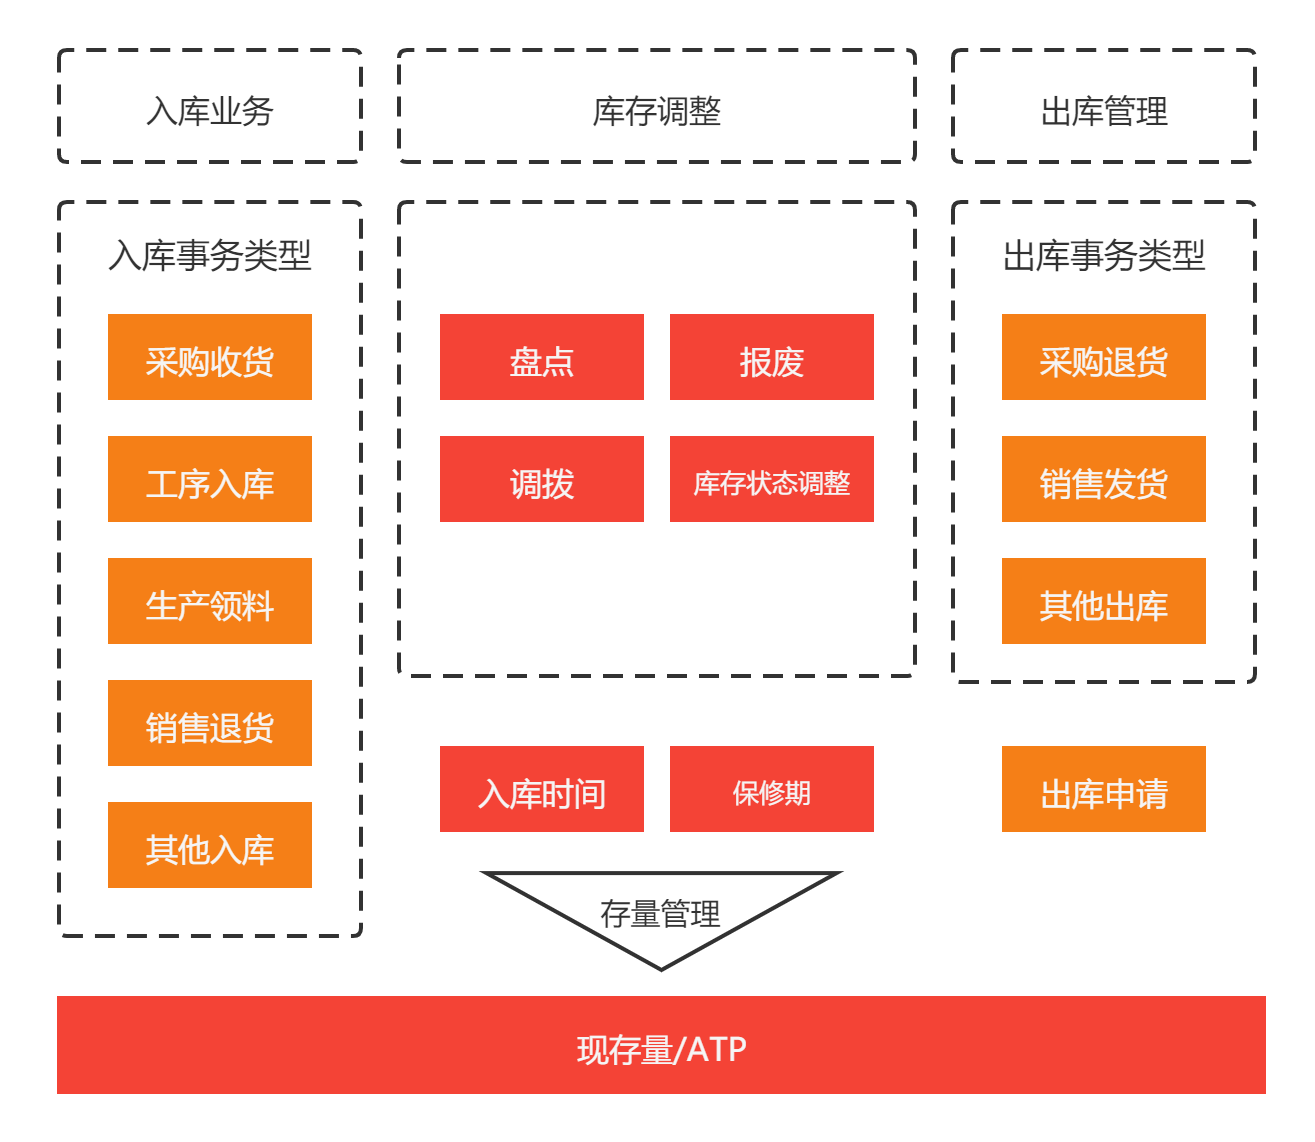 入库业务
库存调整
出库管理
入库事务类型
采购收货
工序入库
生产领料
销售退货
其他入库
盘点
报废
调拨
库存状态调整
出库事务类型
采购退货
销售发货
其他出库
入库时间
保修期
出库申请
存量管理
现存量/ATP